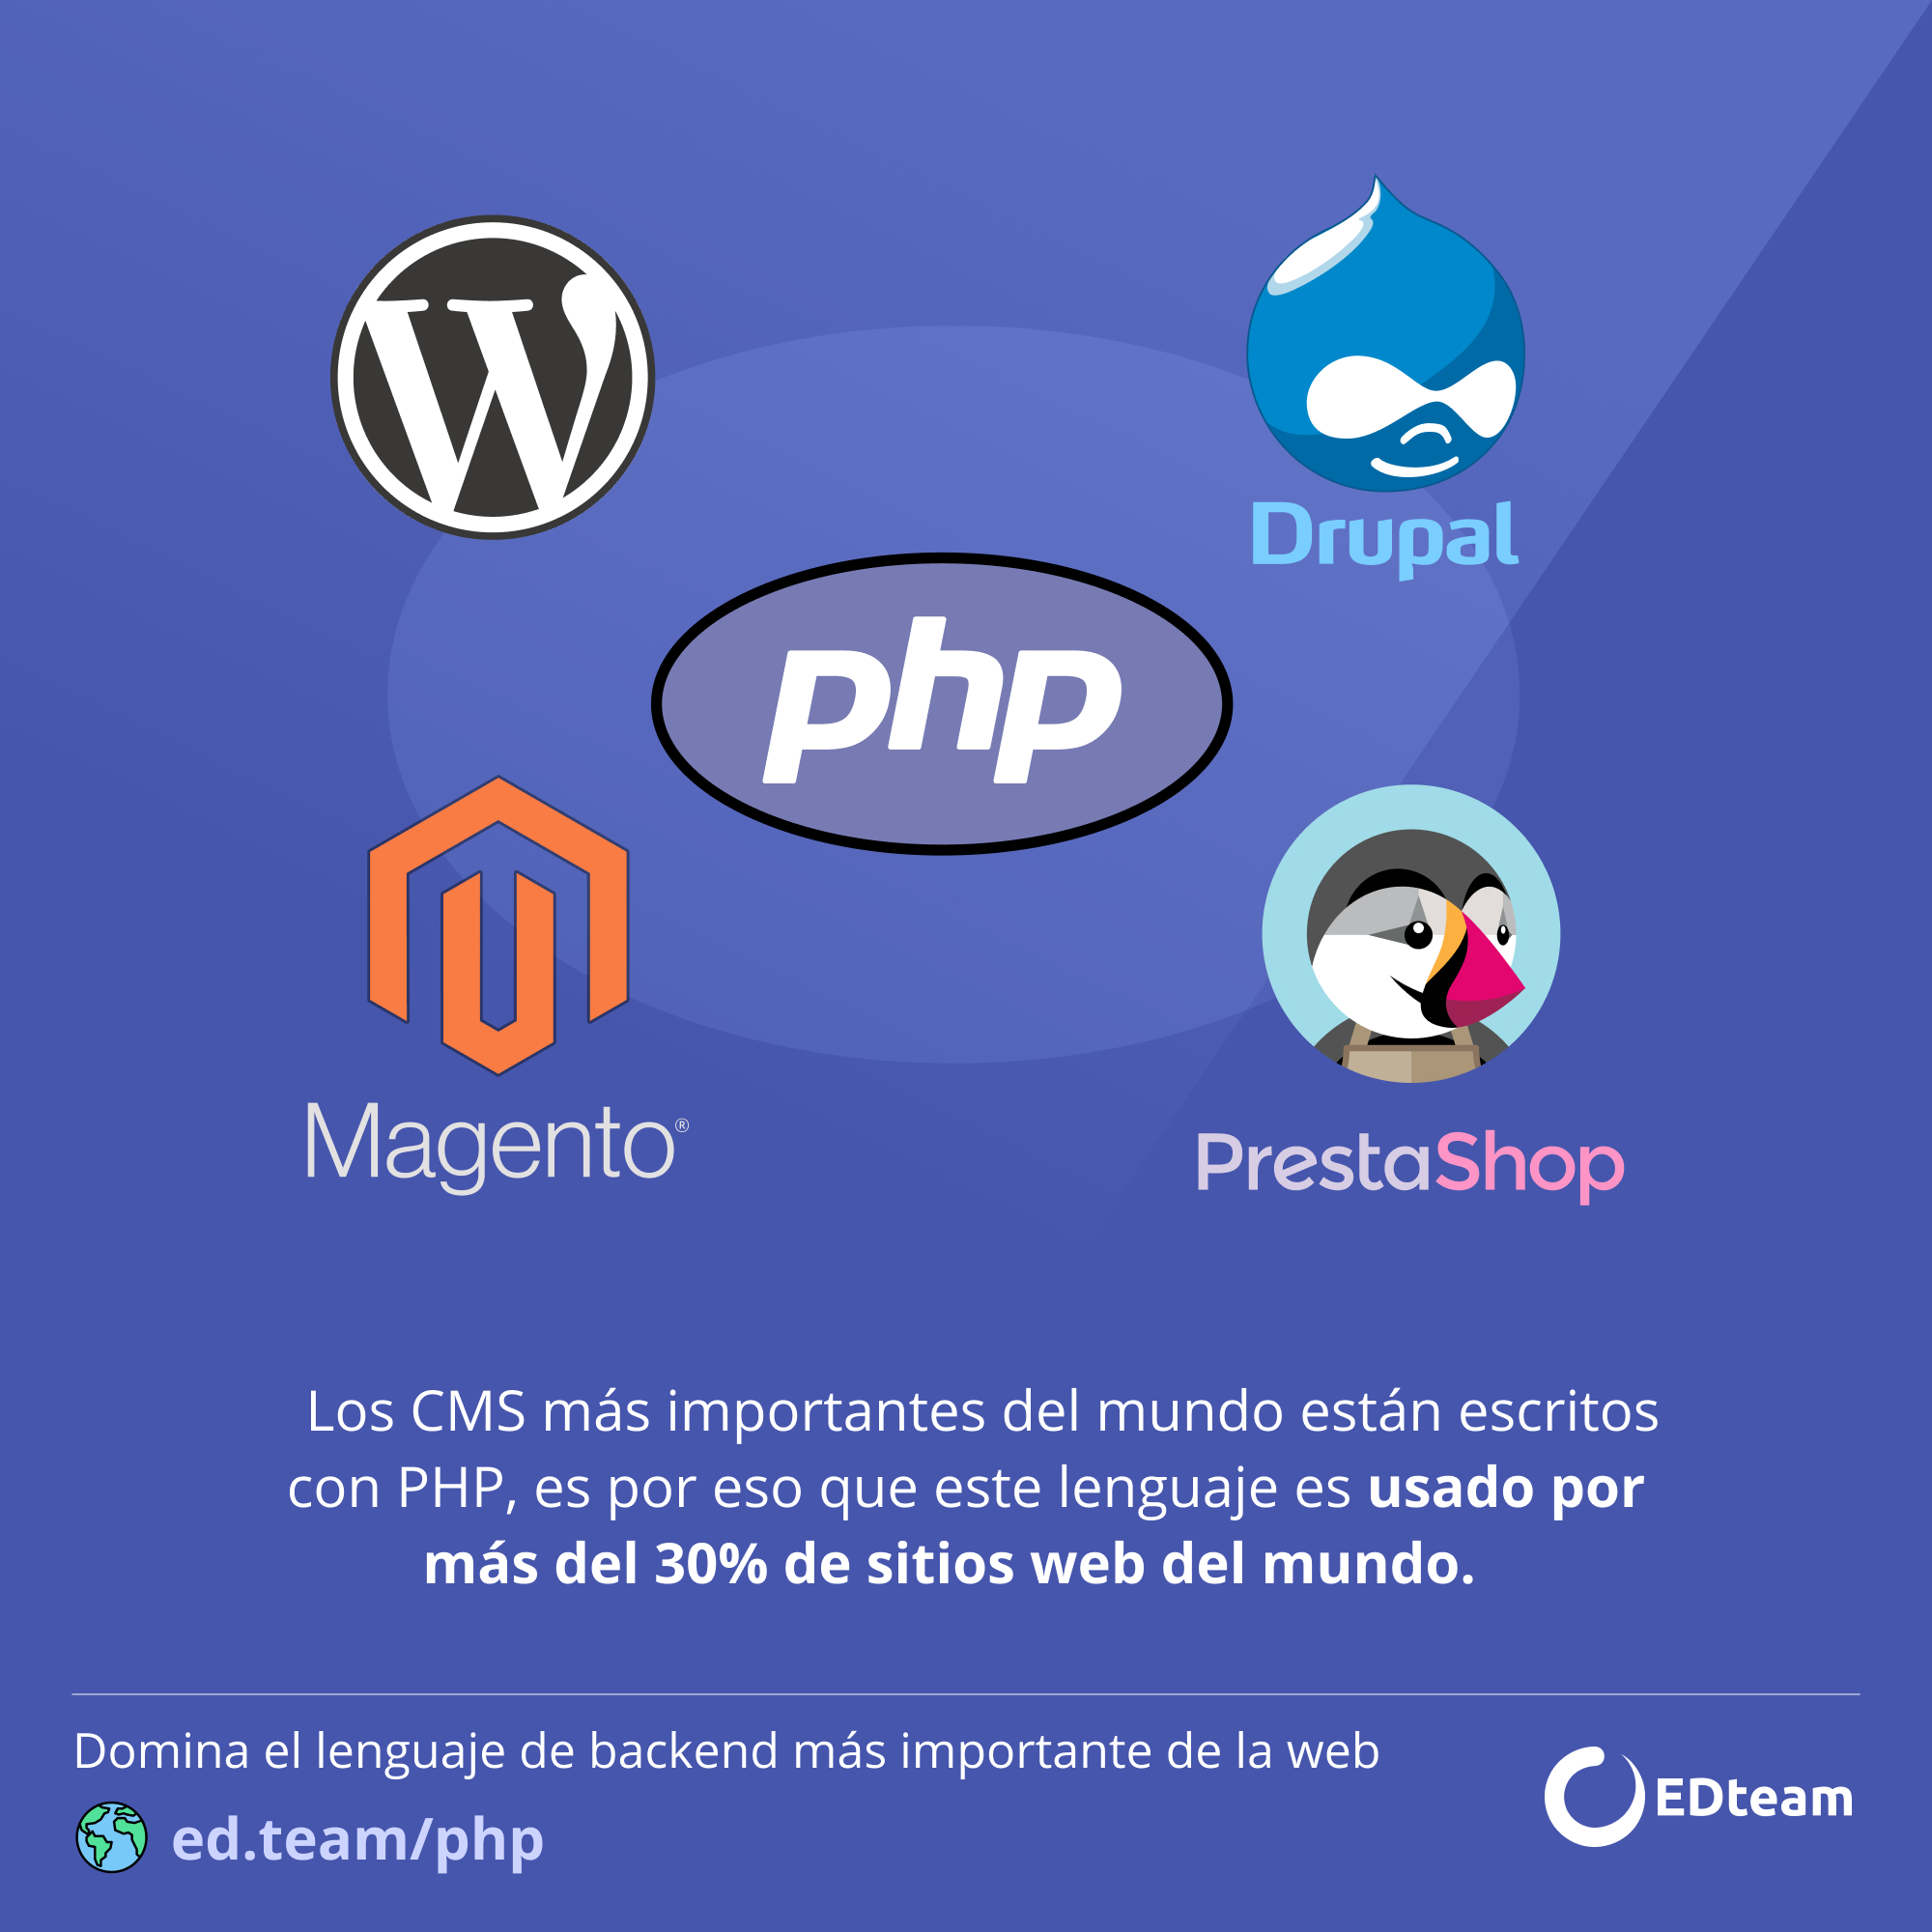 W
Drupal
php
Magento®
PrestaShop
Los CMS más importantes del mundo están escritos
con PHP, es por eso que este lenguaje es usado por
más del 30% de sitios web del mundo.
Domina el lenguaje de backend más importante de la web
ed.team/php
EDteam